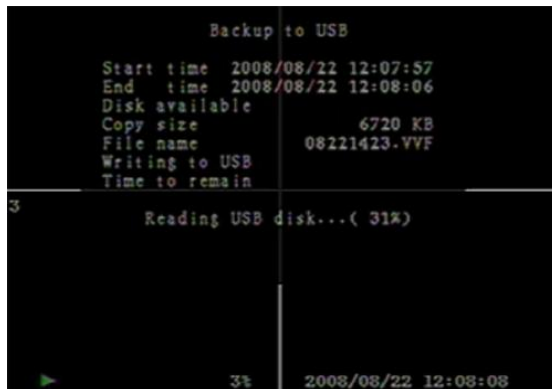 Backup to USB
Start time 2008/08/22 12:07:57
End time 2008/08/22 12:08:06
Disk available
Copy size 6720 KB
File name 08221423.VVF
Writing to USB
Time to remain
3
Reading USB disk...( 31%)
3% 2008/08/22 12:08:08